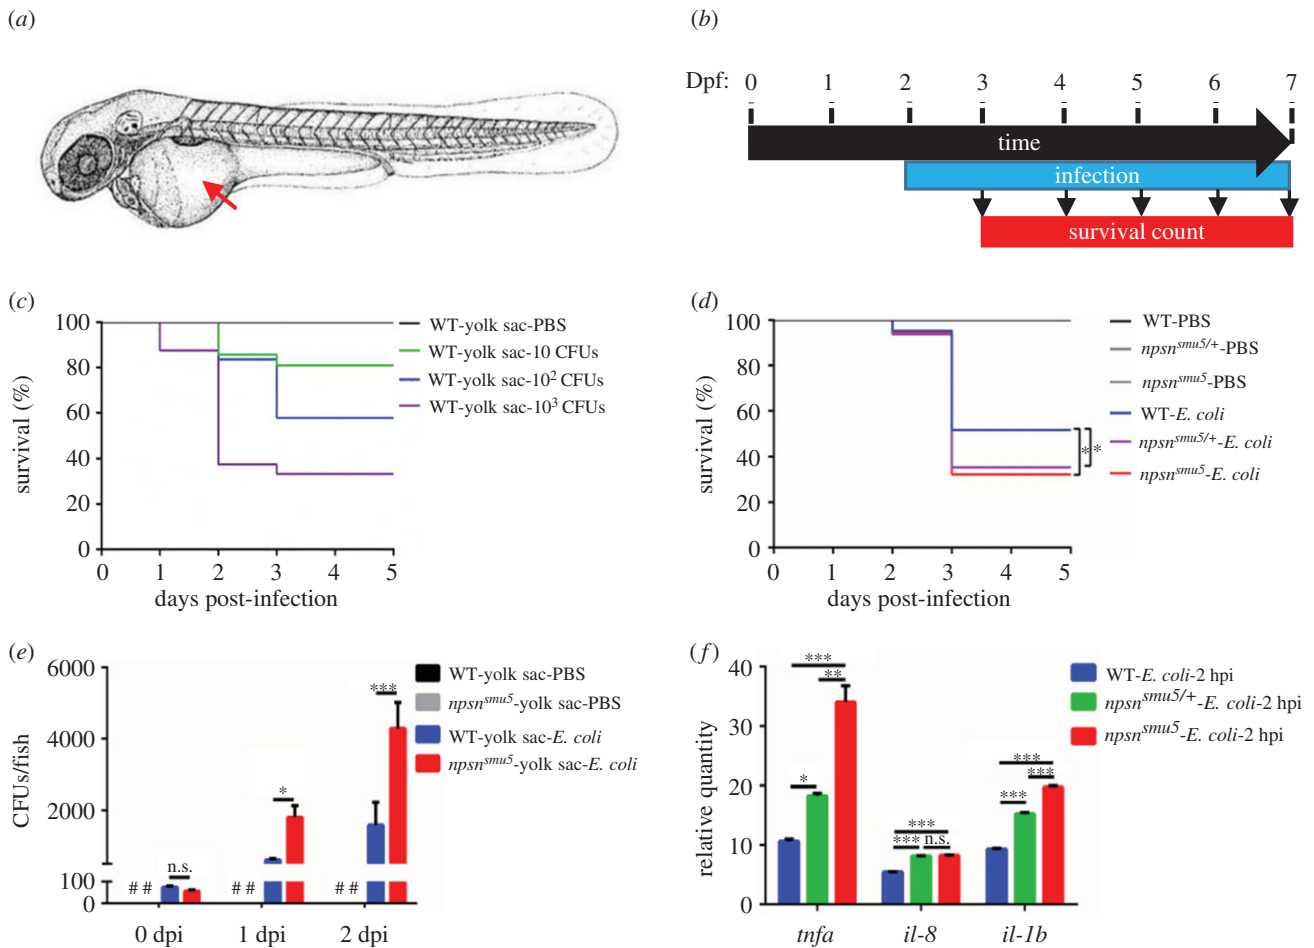 (a)
(b)
Dpf: 0 1 2 3 4 5 6 7
time
infection
survival count
(c)
survival (%)
100
80
60
40
20
0
0 1 2 3 4 5
days post-infection
WT-yolk sac-PBS
WT-yolk sac-10 CFUs
WT-yolk sac-10² CFUs
WT-yolk sac-10³ CFUs
(d)
survival (%)
100
80
60
40
20
0
0 1 2 3 4 5
days post-infection
WT-PBS
npsn^smu5/+-PBS
npsn^smu5-PBS
WT-E. coli
npsn^smu5/+-E. coli
npsn^smu5-E. coli
* *
(e)
CFUs/fish
6000
4000
2000
100
0
# # n.s.
# # *
# # ***
0 dpi 1 dpi 2 dpi
WT-yolk sac-PBS
npsn^smu5-yolk sac-PBS
WT-yolk sac-E. coli
npsn^smu5-yolk sac-E. coli
(f)
relative quantity
40
30
20
10
0
***
**
*
***
*** n.s.
***
***
***
tnfa il-8 il-1b
WT-E. coli-2 hpi
npsn^smu5/+-E. coli-2 hpi
npsn^smu5-E. coli-2 hpi